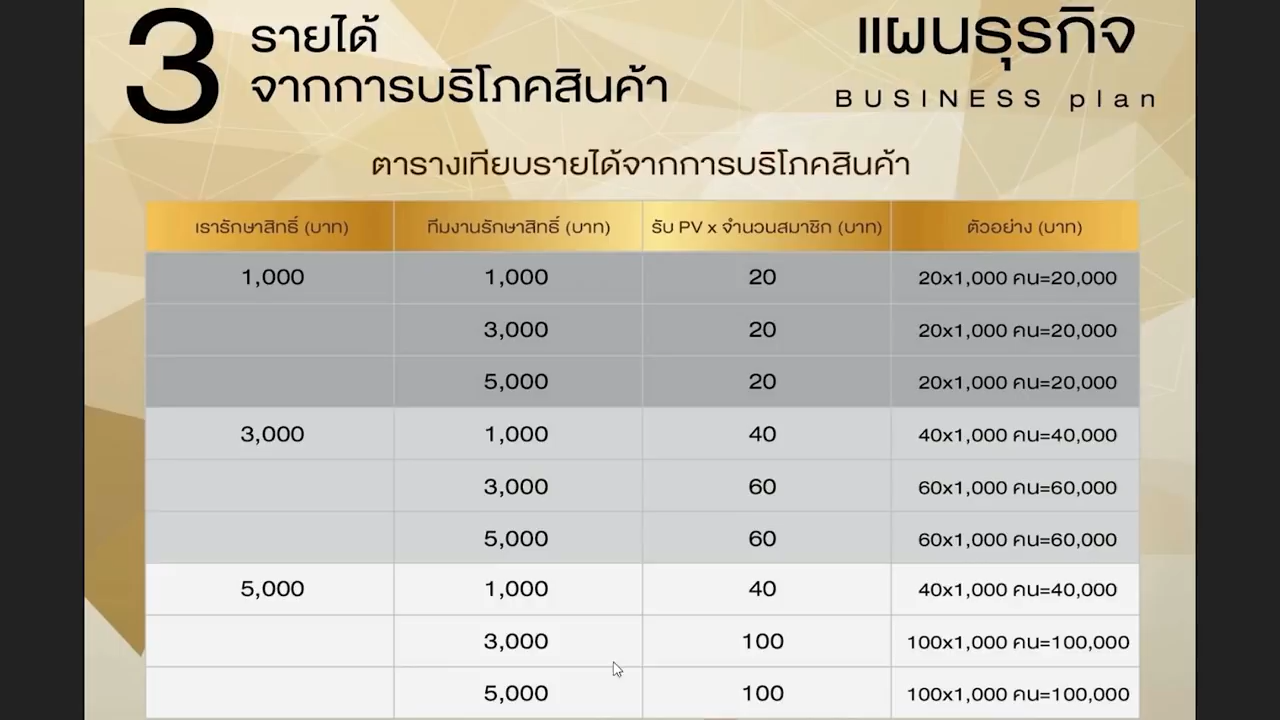 3
รายได้
จากการบริโภคสินค้า
แผนธุรกิจ
BUSINESS plan
ตารางเทียบรายได้จากการบริโภคสินค้า
เรารักษาสิทธิ์ (บาท) ทีมงานรักษาสิทธิ์ (บาท) รับ PV x จำนวนสมาชิก (บาท) ตัวอย่าง (บาท)
1,000 1,000 20 20x1,000 คน=20,000
3,000 20 20x1,000 คน=20,000
5,000 20 20x1,000 คน=20,000
3,000 1,000 40 40x1,000 คน=40,000
3,000 60 60x1,000 คน=60,000
5,000 60 60x1,000 คน=60,000
5,000 1,000 40 40x1,000 คน=40,000
3,000 100 100x1,000 คน=100,000
5,000 100 100x1,000 คน=100,000